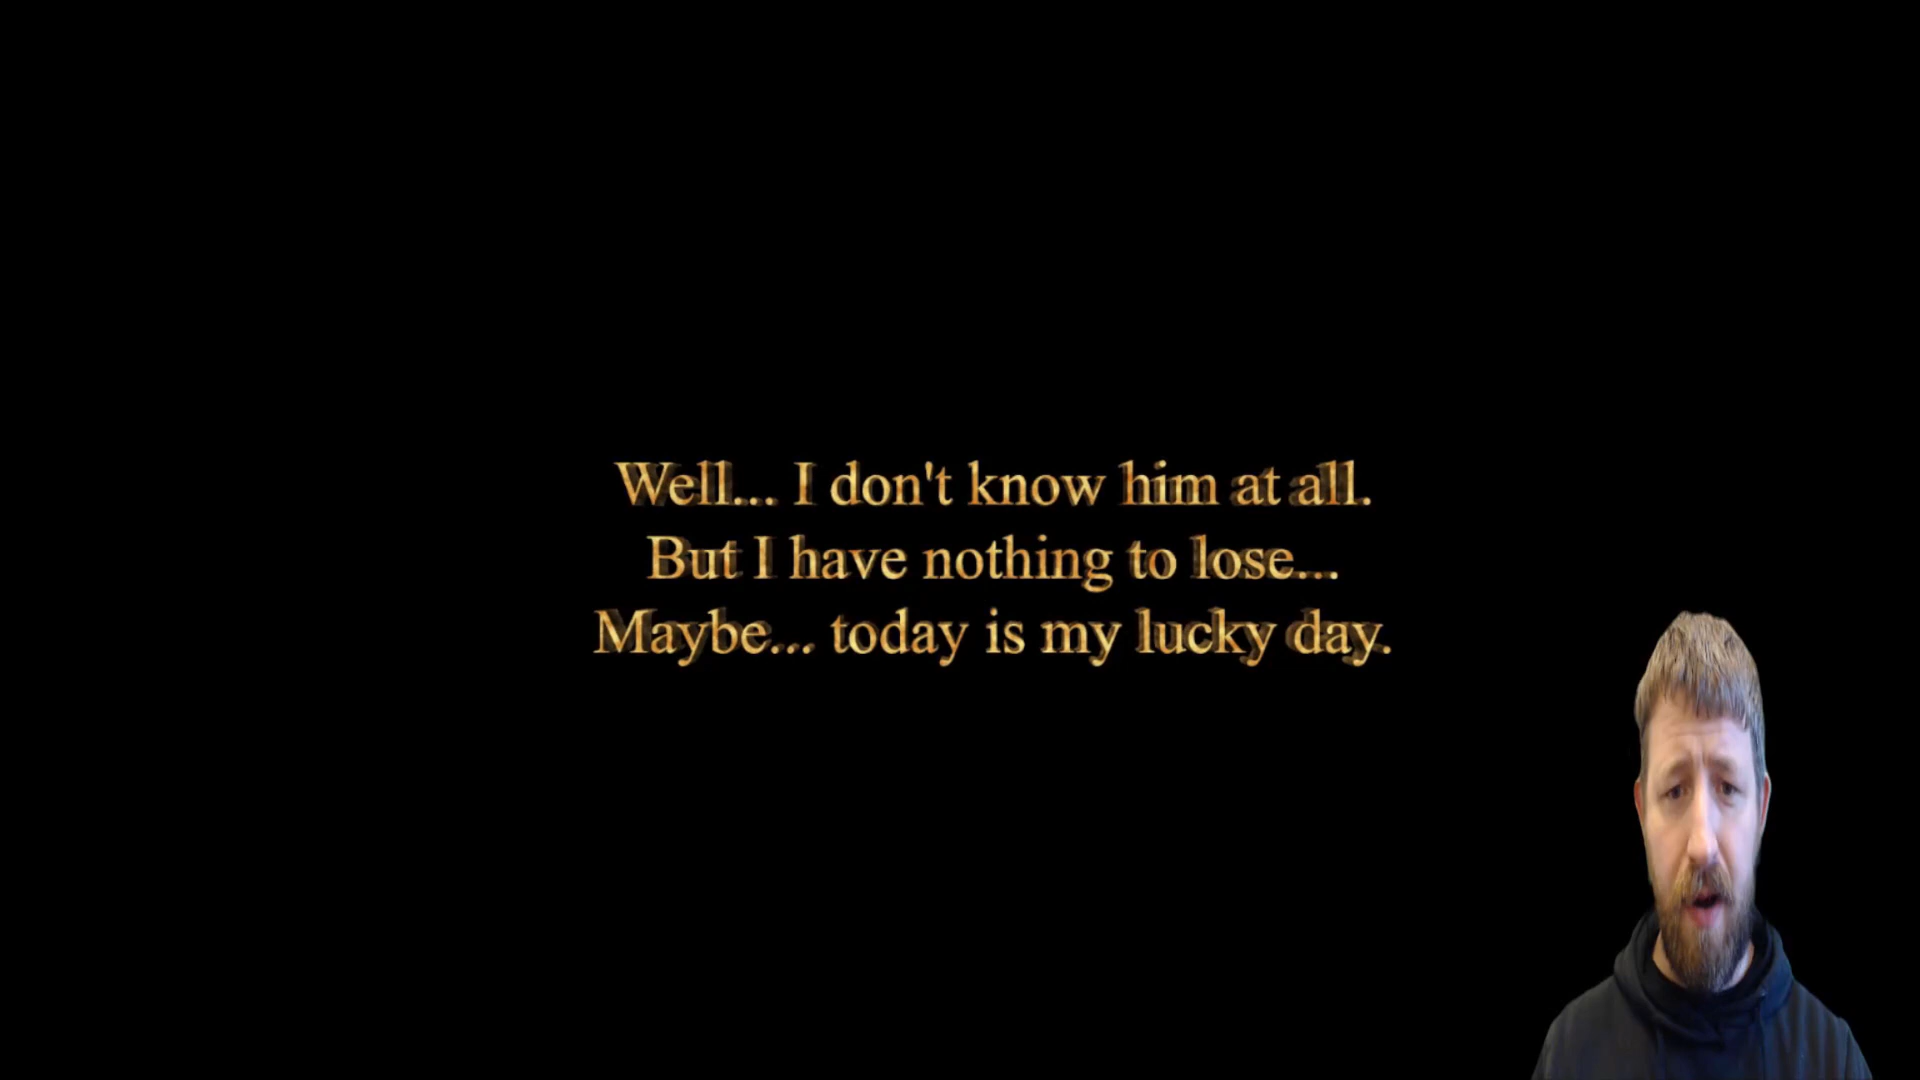 Well... I don't know him at all.
But I have nothing to lose...
Maybe... today is my lucky day.